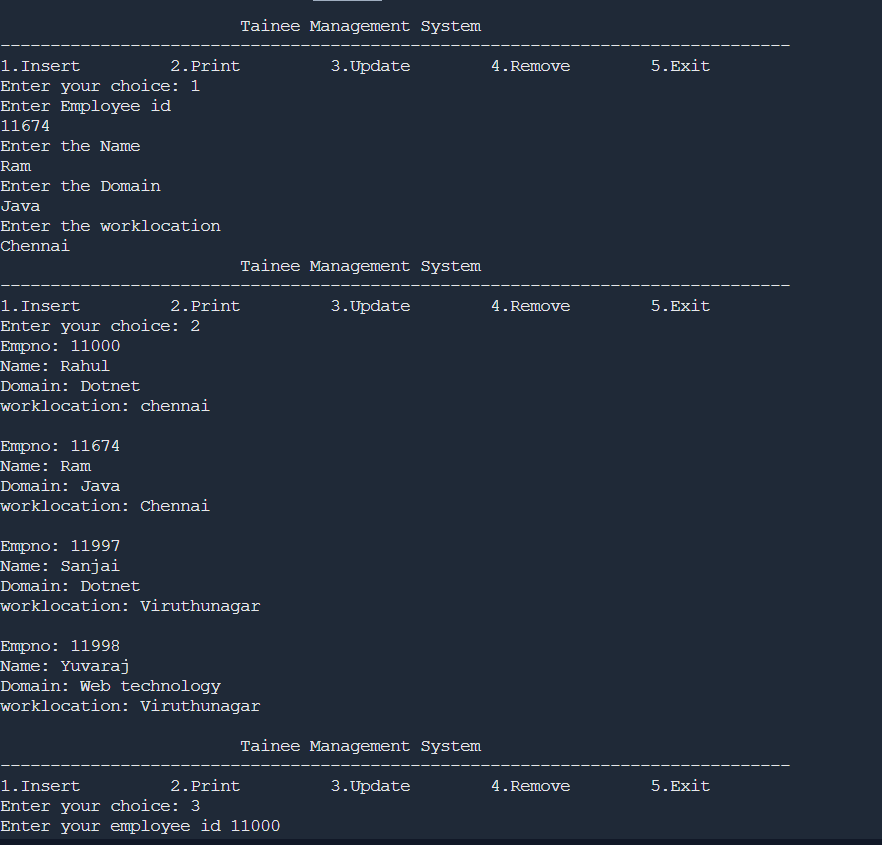 Tainee Management System
-------------------------------------------------------------------------------
1.Insert 2.Print 3.Update 4.Remove 5.Exit
Enter your choice: 1
Enter Employee id
11674
Enter the Name
Ram
Enter the Domain
Java
Enter the worklocation
Chennai
Tainee Management System
-------------------------------------------------------------------------------
1.Insert 2.Print 3.Update 4.Remove 5.Exit
Enter your choice: 2
Empno: 11000
Name: Rahul
Domain: Dotnet
worklocation: chennai

Empno: 11674
Name: Ram
Domain: Java
worklocation: Chennai

Empno: 11997
Name: Sanjai
Domain: Dotnet
worklocation: Viruthunagar

Empno: 11998
Name: Yuvaraj
Domain: Web technology
worklocation: Viruthunagar

Tainee Management System
-------------------------------------------------------------------------------
1.Insert 2.Print 3.Update 4.Remove 5.Exit
Enter your choice: 3
Enter your employee id 11000